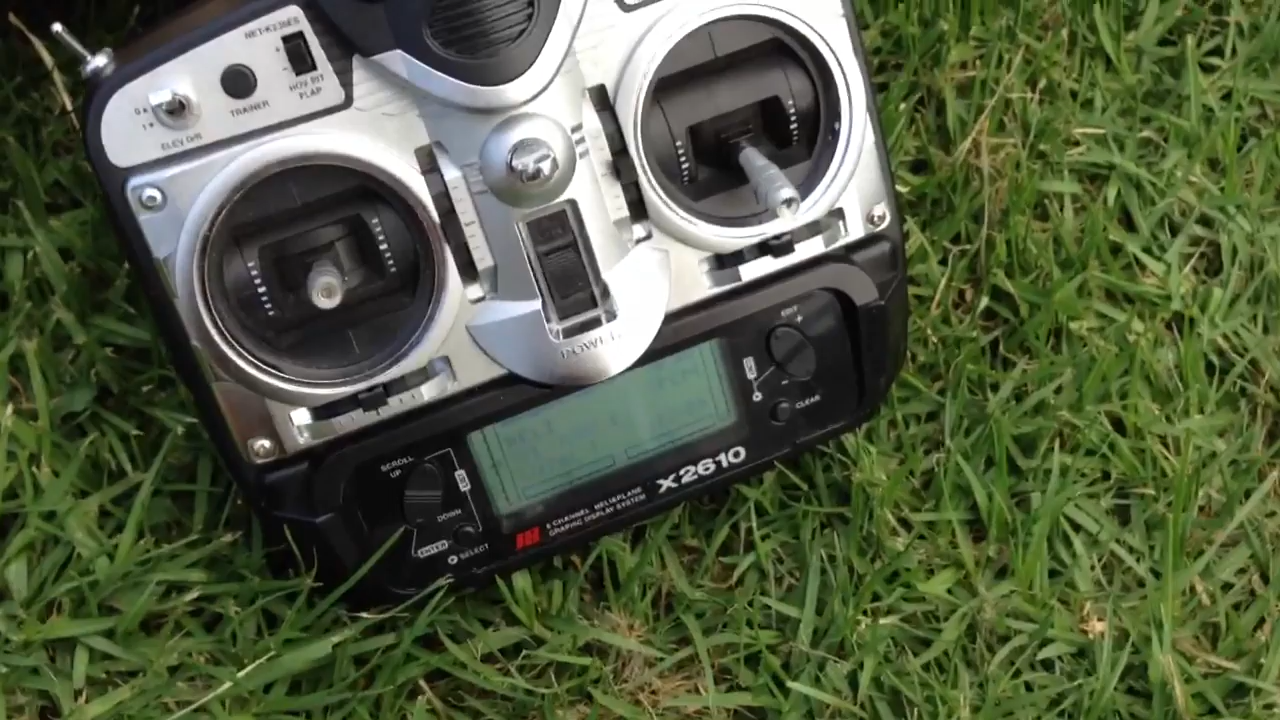 NET-K236ES
HOV PIT
FLAP
TRAINER
ELEV D/R
POWER
EDIT
+
-
CLEAR
SCROLL
UP
DOWN
ENTER
SELECT
JR
6 CHANNEL HELI&PLANE
GRAPHIC DISPLAY SYSTEM
X2610